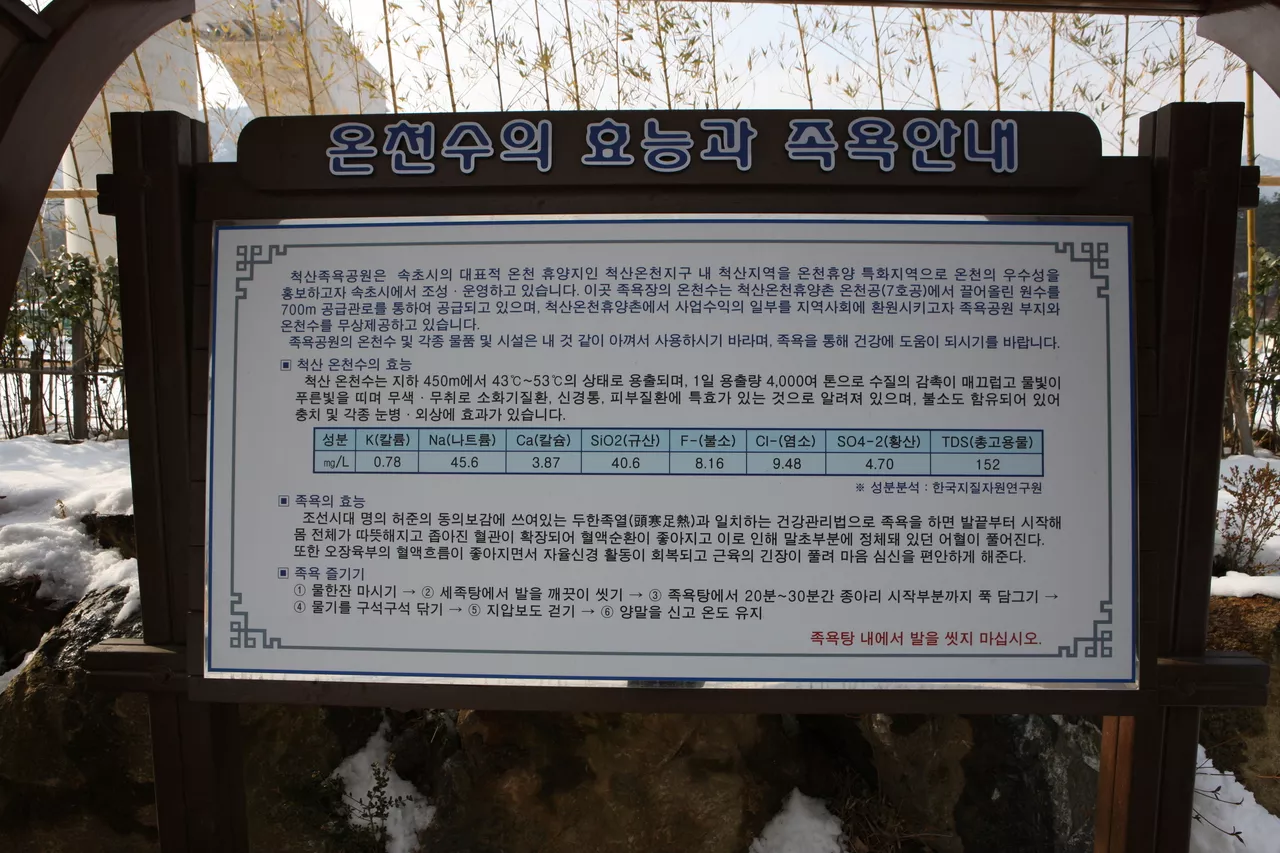 온천수의 효능과 족욕안내
척산족욕공원은 속초시의 대표적 온천 휴양지인 척산온천지구 내 척산지역을 온천휴양 특화지역으로 온천의 우수성을
홍보하고자 속초시에서 조성·운영하고 있습니다. 이곳 족욕장의 온천수는 척산온천휴양촌 온천공(7호공)에서 끌어올린 원수를
700m 공급관로를 통하여 공급되고 있으며, 척산온천휴양촌에서 사업수익의 일부를 지역사회에 환원시키고자 족욕공원 부지와
온천수를 무상제공하고 있습니다.
족욕공원의 온천수 및 각종 물품 및 시설은 내 것 같이 아껴서 사용하시기 바라며, 족욕을 통해 건강에 도움이 되시기를 바랍니다.
▣ 척산 온천수의 효능
척산 온천수는 지하 450m에서 43℃~53℃의 상태로 용출되며, 1일 용출량 4,000여 톤으로 수질의 감촉이 매끄럽고 물빛이
푸른빛을 띠며 무색·무취로 소화기질환, 신경통, 피부질환에 특효가 있는 것으로 알려져 있으며, 불소도 함유되어 있어
충치 및 각종 눈병·외상에 효과가 있습니다.
성분 K(칼륨) Na(나트륨) Ca(칼슘) SiO2(규산) F-(불소) Cl-(염소) SO4-2(황산) TDS(총고용물)
㎎/L 0.78 45.6 3.87 40.6 8.16 9.48 4.70 152
※ 성분분석 : 한국지질자원연구원
▣ 족욕의 효능
조선시대 명의 허준의 동의보감에 쓰여있는 두한족열(頭寒足熱)과 일치하는 건강관리법으로 족욕을 하면 발끝부터 시작해
몸 전체가 따뜻해지고 좁아진 혈관이 확장되어 혈액순환이 좋아지고 이로 인해 말초부분에 정체돼 있던 어혈이 풀어진다.
또한 오장육부의 혈액흐름이 좋아지면서 자율신경 활동이 회복되고 근육의 긴장이 풀려 마음 심신을 편안하게 해준다.
▣ 족욕 즐기기
① 물한잔 마시기 → ② 세족탕에서 발을 깨끗이 씻기 → ③ 족욕탕에서 20분~30분간 종아리 시작부분까지 푹 담그기 →
④ 물기를 구석구석 닦기 → ⑤ 지압보도 걷기 → ⑥ 양말을 신고 온도 유지
족욕탕 내에서 발을 씻지 마십시오.